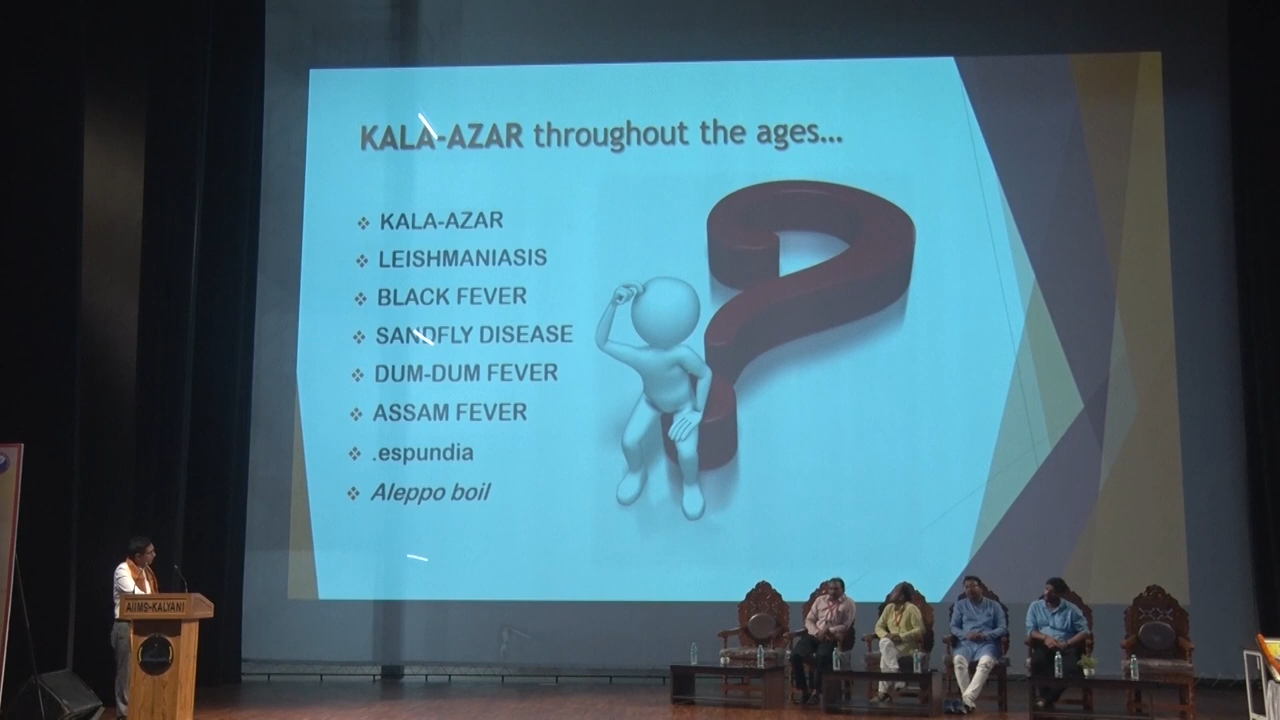 KALA-AZAR throughout the ages...
KALA-AZAR
LEISHMANIASIS
BLACK FEVER
SANDFLY DISEASE
DUM-DUM FEVER
ASSAM FEVER
.espundia
Aleppo boil
AIIMS-KALYANI